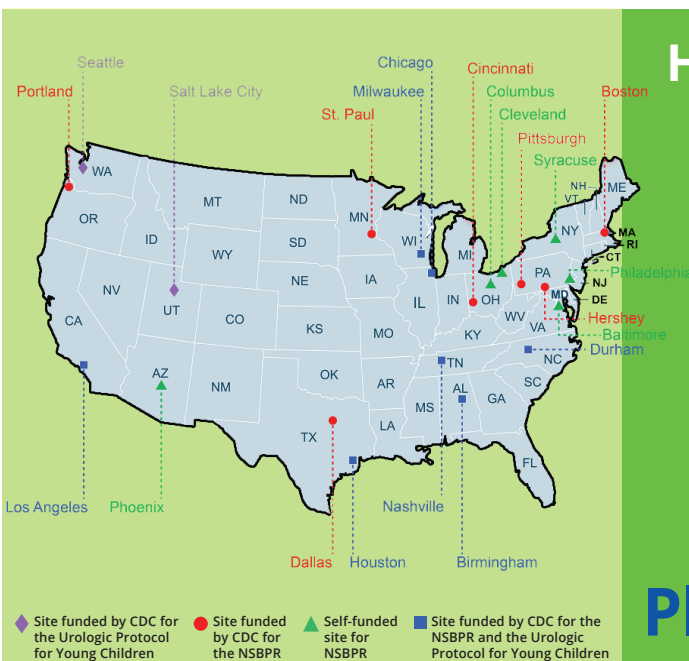 Seattle
Portland
Salt Lake City
St. Paul
Chicago
Milwaukee
Cincinnati
Columbus
Cleveland
Pittsburgh
Boston
Syracuse
H
WA
OR
ID
MT
WY
NV
UT
CA
AZ
CO
NM
ND
SD
NE
KS
OK
TX
MN
IA
MO
AR
LA
WI
IL
MI
IN
OH
KY
TN
MS
AL
GA
FL
SC
NC
VA
WV
PA
NY
VT
NH
ME
MA
RI
CT
NJ
DE
MD
Philadelphia
Hershey
Baltimore
Durham
Los Angeles
Phoenix
Dallas
Houston
Nashville
Birmingham
Site funded by CDC for
the Urologic Protocol
for Young Children
Site funded
by CDC for
the NSBPR
Self-funded
site for
NSBPR
Site funded by CDC for the
NSBPR and the Urologic
Protocol for Young Children